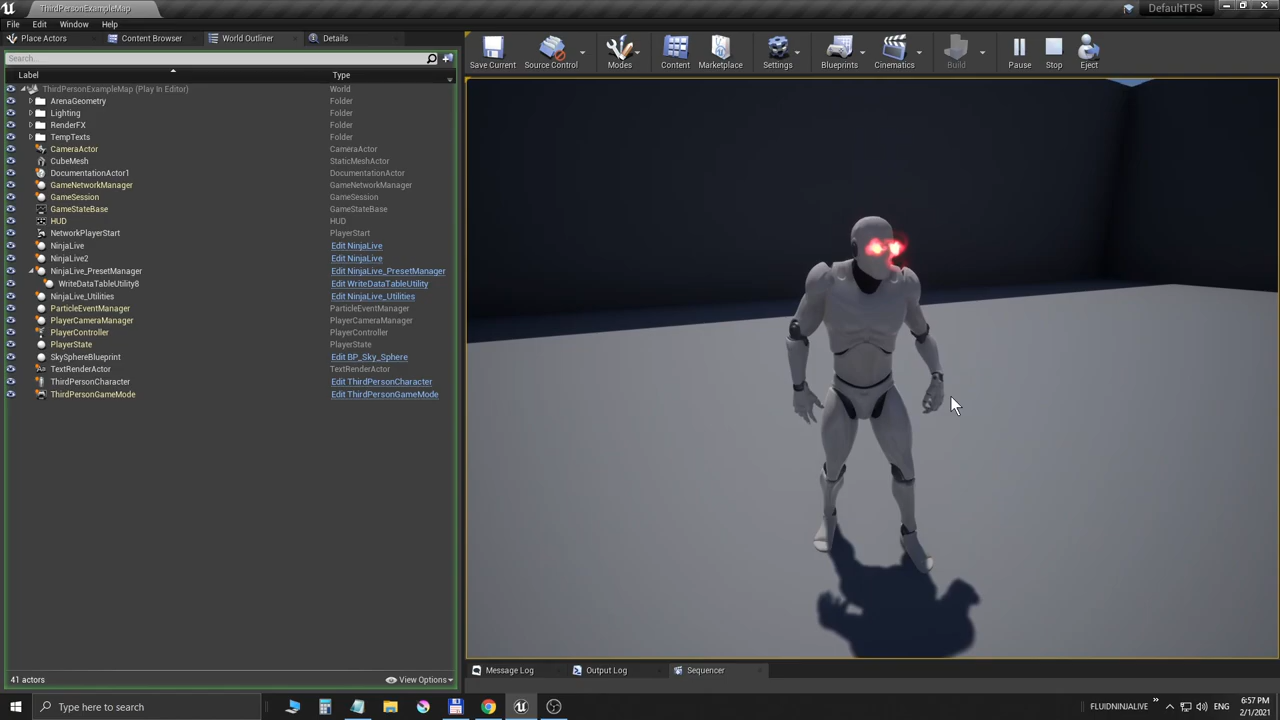 ThirdPersonExampleMap
DefaultTPS
File Edit Window Help
Place Actors Content Browser World Outliner Details
Search...
Label Type
ThirdPersonExampleMap (Play In Editor) World
ArenaGeometry Folder
Lighting Folder
RenderFX Folder
TempTexts Folder
CameraActor CameraActor
CubeMesh StaticMeshActor
DocumentationActor1 DocumentationActor
GameNetworkManager GameNetworkManager
GameSession GameSession
GameStateBase GameStateBase
HUD HUD
NetworkPlayerStart PlayerStart
NinjaLive Edit NinjaLive
NinjaLive2 Edit NinjaLive
NinjaLive_PresetManager Edit NinjaLive_PresetManager
WriteDataTableUtility8 Edit WriteDataTableUtility
NinjaLive_Utilities Edit NinjaLive_Utilities
ParticleEventManager ParticleEventManager
PlayerCameraManager PlayerCameraManager
PlayerController PlayerController
PlayerState PlayerState
SkySphereBlueprint Edit BP_Sky_Sphere
TextRenderActor TextRenderActor
ThirdPersonCharacter Edit ThirdPersonCharacter
ThirdPersonGameMode Edit ThirdPersonGameMode
41 actors View Options
Save Current Source Control Modes Content Marketplace Settings Blueprints Cinematics Build Pause Stop Eject
Message Log Output Log Sequencer
Type here to search
FLUIDNINJALIVE ENG
6:57 PM
2/1/2021